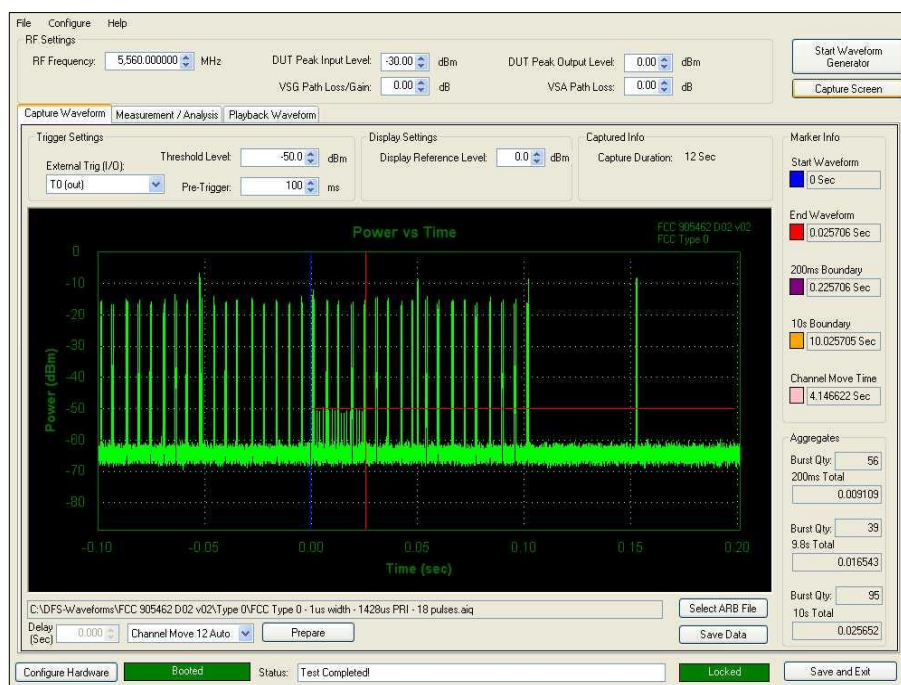 File Configure Help
RF Settings
RF Frequency: 5,560.000000 MHz DUT Peak Input Level: -30.00 dBm DUT Peak Output Level: 0.00 dBm
VSG Path Loss/Gain: 0.00 dB VSA Path Loss: 0.00 dB
Start Waveform
Generator
Capture Screen
Capture Waveform Measurement / Analysis Playback Waveform
Trigger Settings
External Trig (I/O):
T0 (out)
Threshold Level: -50.0 dBm
Pre-Trigger: 100 ms
Display Settings
Display Reference Level: 0.0 dBm
Captured Info
Capture Duration: 12 Sec
Marker Info
Start Waveform
0 Sec
End Waveform
0.025706 Sec
200ms Boundary
0.225706 Sec
10s Boundary
10.025705 Sec
Channel Move Time
4.146622 Sec
Aggregates
Burst Qty: 56
200ms Total
0.009109
Burst Qty: 39
9.8s Total
0.016543
Burst Qty: 95
10s Total
0.025652
Power vs Time
FCC 905462 D02 v02
FCC Type 0
Power (dBm)
0
-10
-20
-30
-40
-50
-60
-70
-80
-0.10 -0.05 0.00 0.05 0.10 0.15 0.20
Time (sec)
C:\DFS-Waveforms\FCC 905462 D02 v02\Type 0\FCC Type 0 - 1us width - 1428us PRI - 18 pulses.aiq
Select ARB File
Delay
(Sec) 0.000 Channel Move 12 Auto Prepare
Save Data
Configure Hardware Booted Status: Test Completed! Locked Save and Exit